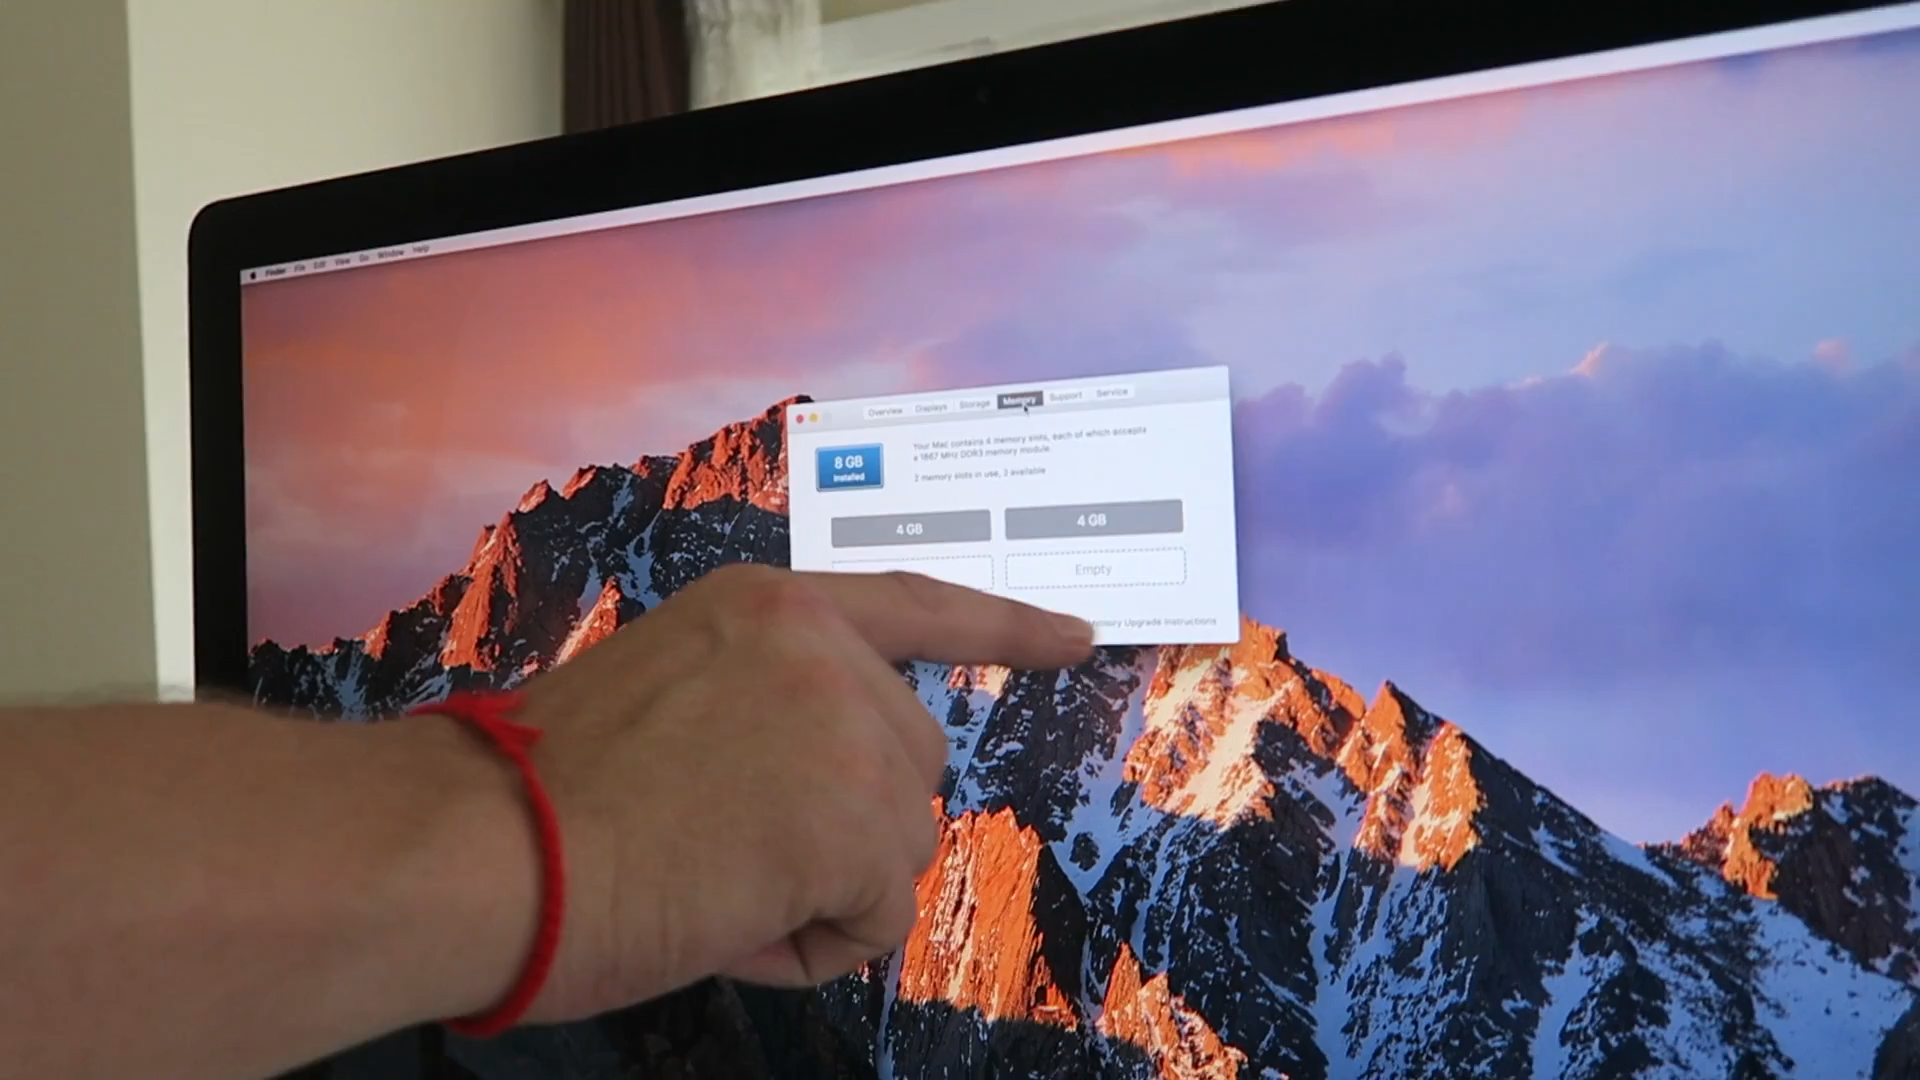 Finder File Edit View Go Window Help
Overview Displays Storage Memory Support Service
8 GB
Installed
Your Mac contains 4 memory slots, each of which accepts
a 1867 MHz DDR3 memory module.
2 memory slots in use, 2 available
4 GB 4 GB
Empty
Memory Upgrade Instructions